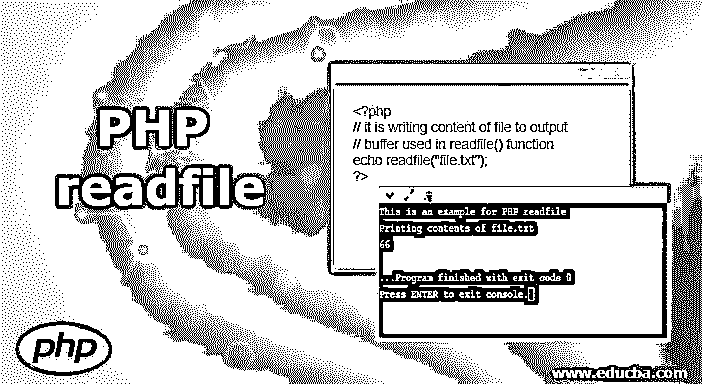 PHP
readfile
<?php
// it is writing content of file to output
// buffer used in readfile() function
echo readfile("file.txt");
?>
This is an example for PHP readfile
Printing contents of file.txt
66
...Program finished with exit code 0
Press ENTER to exit console.
php
www.educba.com